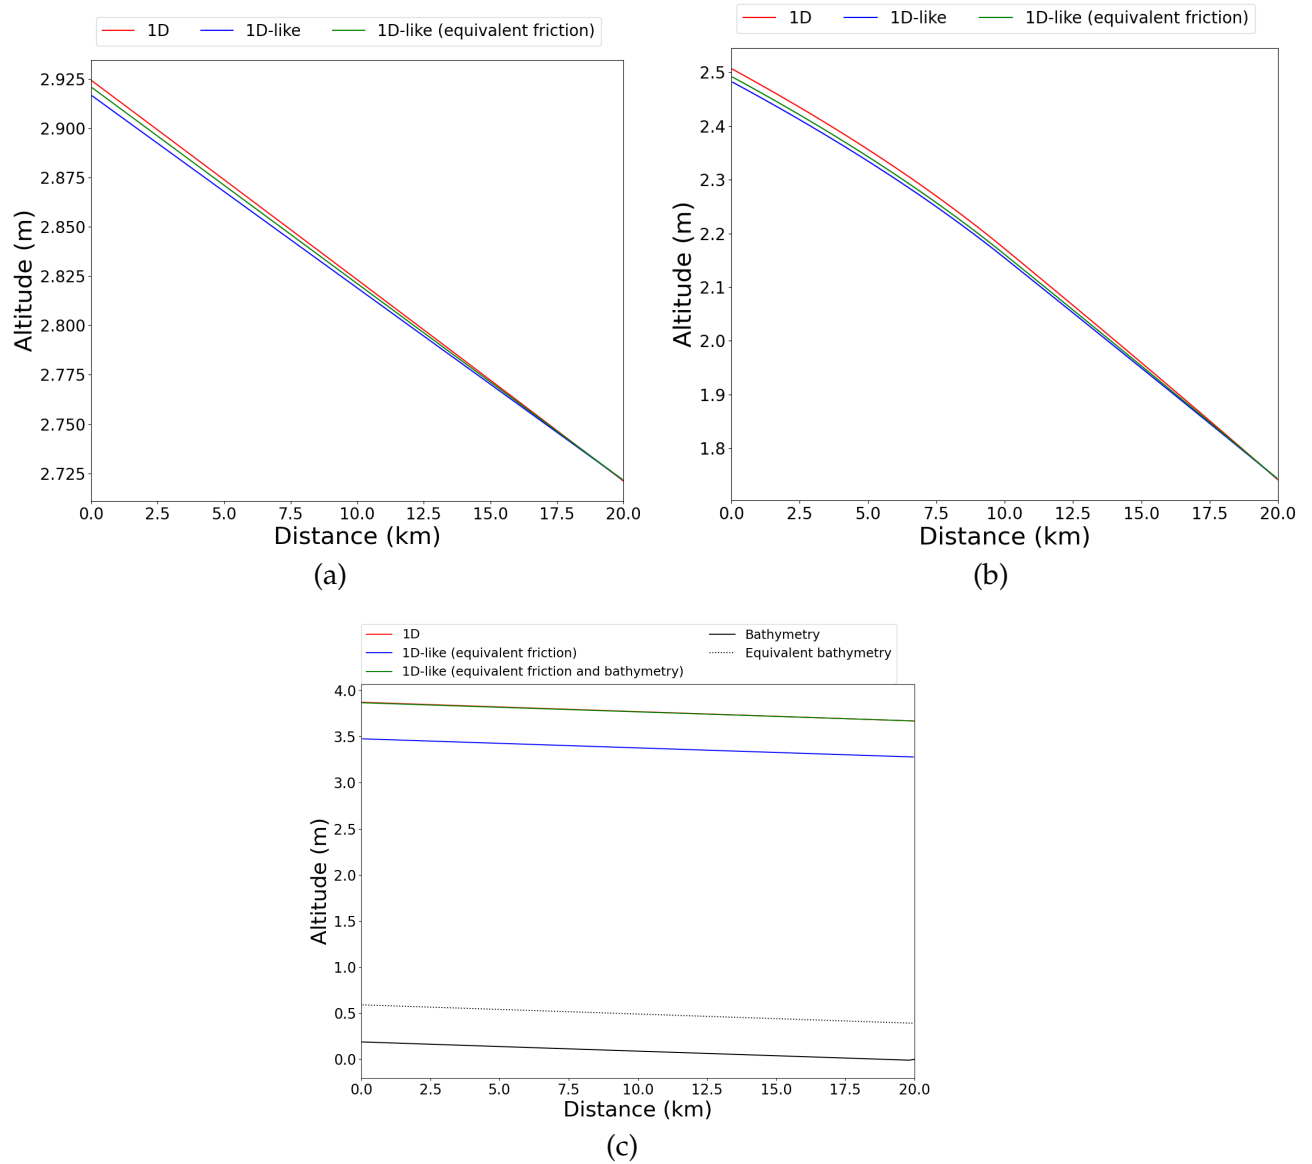 1D 1D-like 1D-like (equivalent friction)
2.925
2.900
2.875
2.850
2.825
2.800
2.775
2.750
2.725
Altitude (m)
0.0 2.5 5.0 7.5 10.0 12.5 15.0 17.5 20.0
Distance (km)
(a)
1D 1D-like 1D-like (equivalent friction)
2.5
2.4
2.3
2.2
2.1
2.0
1.9
1.8
Altitude (m)
0.0 2.5 5.0 7.5 10.0 12.5 15.0 17.5 20.0
Distance (km)
(b)
1D Bathymetry
1D-like (equivalent friction) Equivalent bathymetry
1D-like (equivalent friction and bathymetry)
4.0
3.5
3.0
2.5
2.0
1.5
1.0
0.5
0.0
Altitude (m)
0.0 2.5 5.0 7.5 10.0 12.5 15.0 17.5 20.0
Distance (km)
(c)